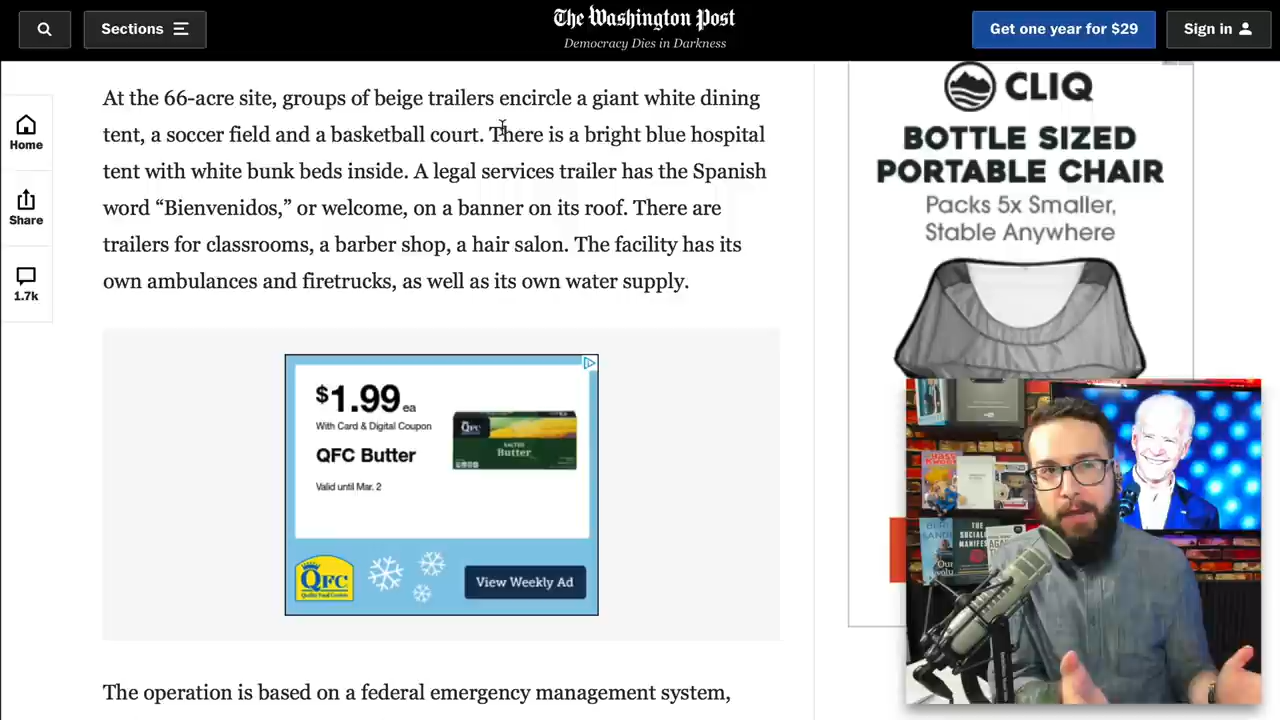 Sections
The Washington Post
Democracy Dies in Darkness
Get one year for $29
Sign in
Home
Share
1.7k
At the 66-acre site, groups of beige trailers encircle a giant white dining
tent, a soccer field and a basketball court. There is a bright blue hospital
tent with white bunk beds inside. A legal services trailer has the Spanish
word “Bienvenidos,” or welcome, on a banner on its roof. There are
trailers for classrooms, a barber shop, a hair salon. The facility has its
own ambulances and firetrucks, as well as its own water supply.
$1.99 ea
With Card & Digital Coupon
QFC Butter
Valid until Mar. 2
QFC
SALTED
Butter
QFC
Quality Food Centers
View Weekly Ad
The operation is based on a federal emergency management system,
CLIQ
BOTTLE SIZED
PORTABLE CHAIR
Packs 5x Smaller,
Stable Anywhere
THE